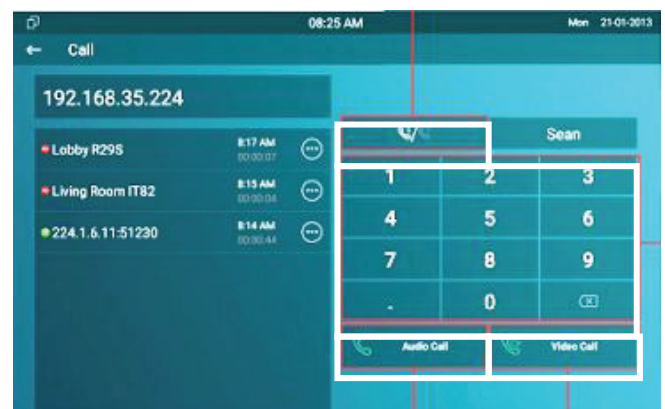 08:25 AM
Mon 21-01-2013
Call
192.168.35.224
Sean
Lobby R29S
8:17 AM
00:00:07
Living Room IT82
8:15 AM
00:00:04
224.1.6.11:51230
8:14 AM
00:00:44
1 2 3
4 5 6
7 8 9
. 0
Audio Call
Video Call